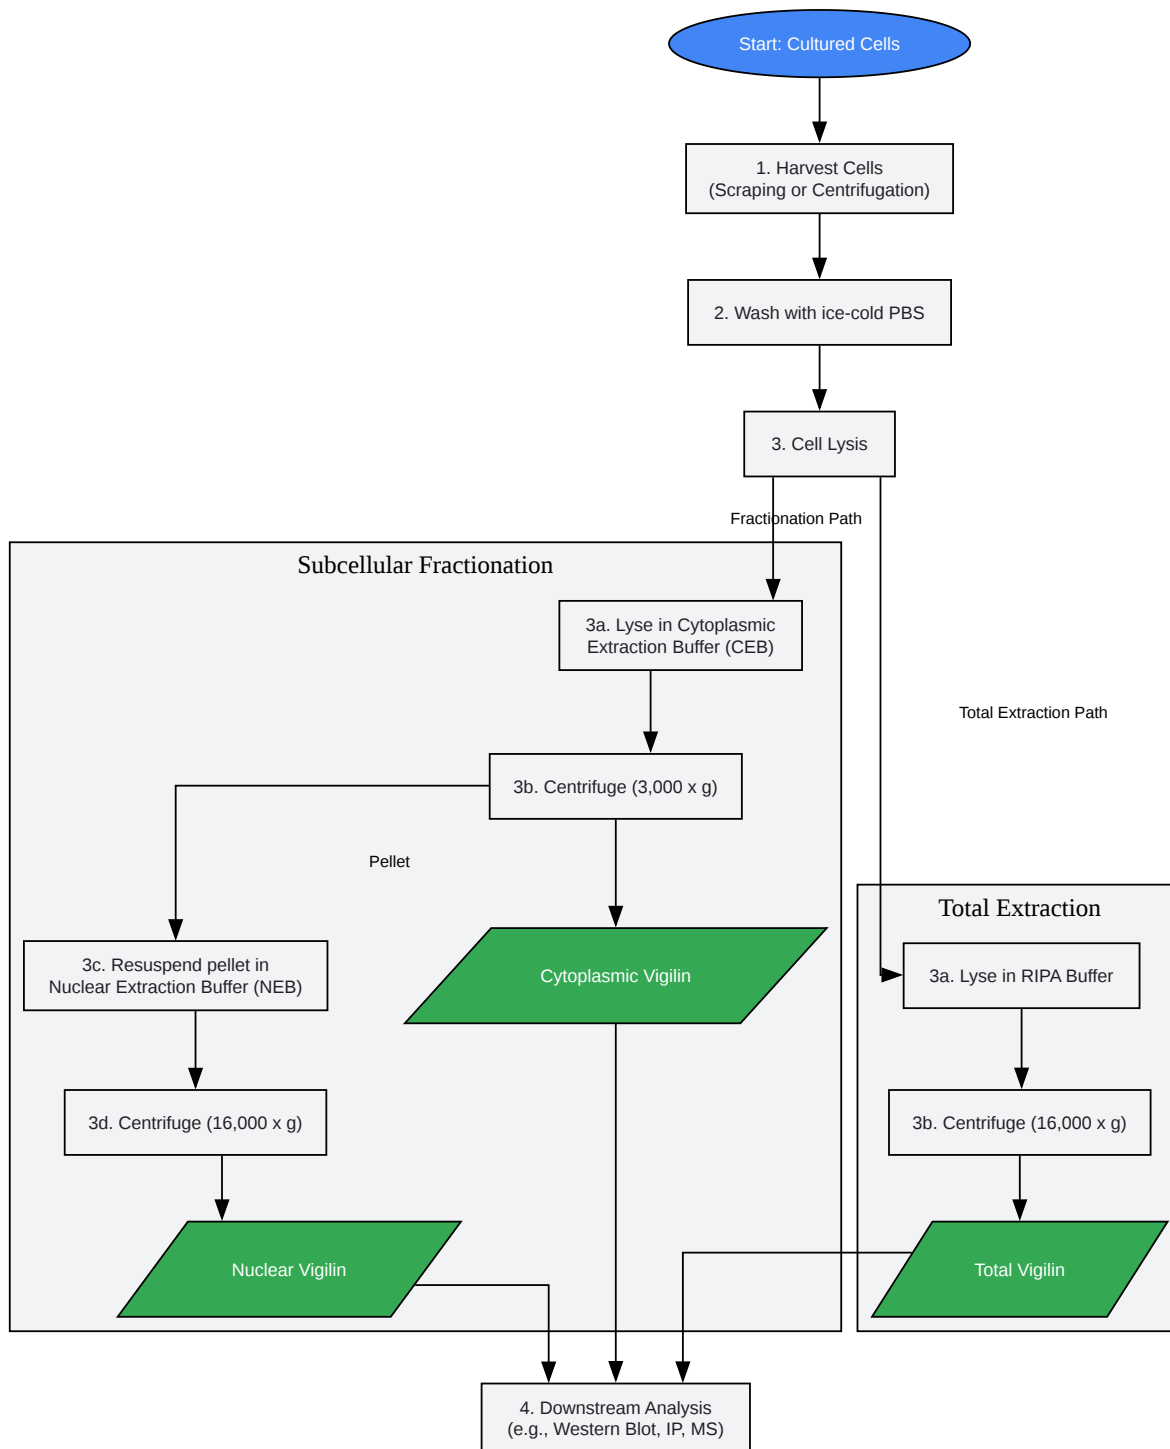 Start: Cultured Cells
1. Harvest Cells
(Scraping or Centrifugation)
2. Wash with ice-cold PBS
3. Cell Lysis
Fractionation Path
Subcellular Fractionation
3a. Lyse in Cytoplasmic
Extraction Buffer (CEB)
Total Extraction Path
3b. Centrifuge (3,000 x g)
Pellet
Total Extraction
3c. Resuspend pellet in
Nuclear Extraction Buffer (NEB)
Cytoplasmic Vigilin
3a. Lyse in RIPA Buffer
3d. Centrifuge (16,000 x g)
3b. Centrifuge (16,000 x g)
Nuclear Vigilin
Total Vigilin
4. Downstream Analysis
(e.g., Western Blot, IP, MS)